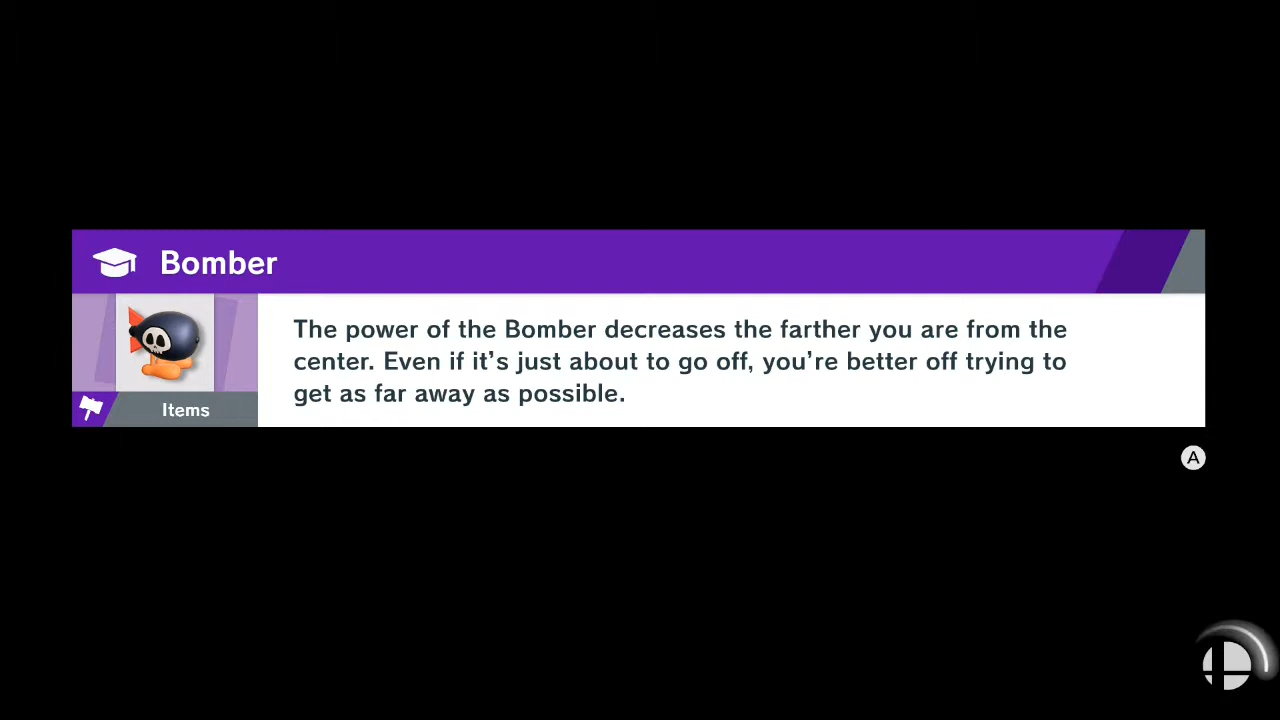 Bomber
The power of the Bomber decreases the farther you are from the
center. Even if it's just about to go off, you're better off trying to
get as far away as possible.
Items
A